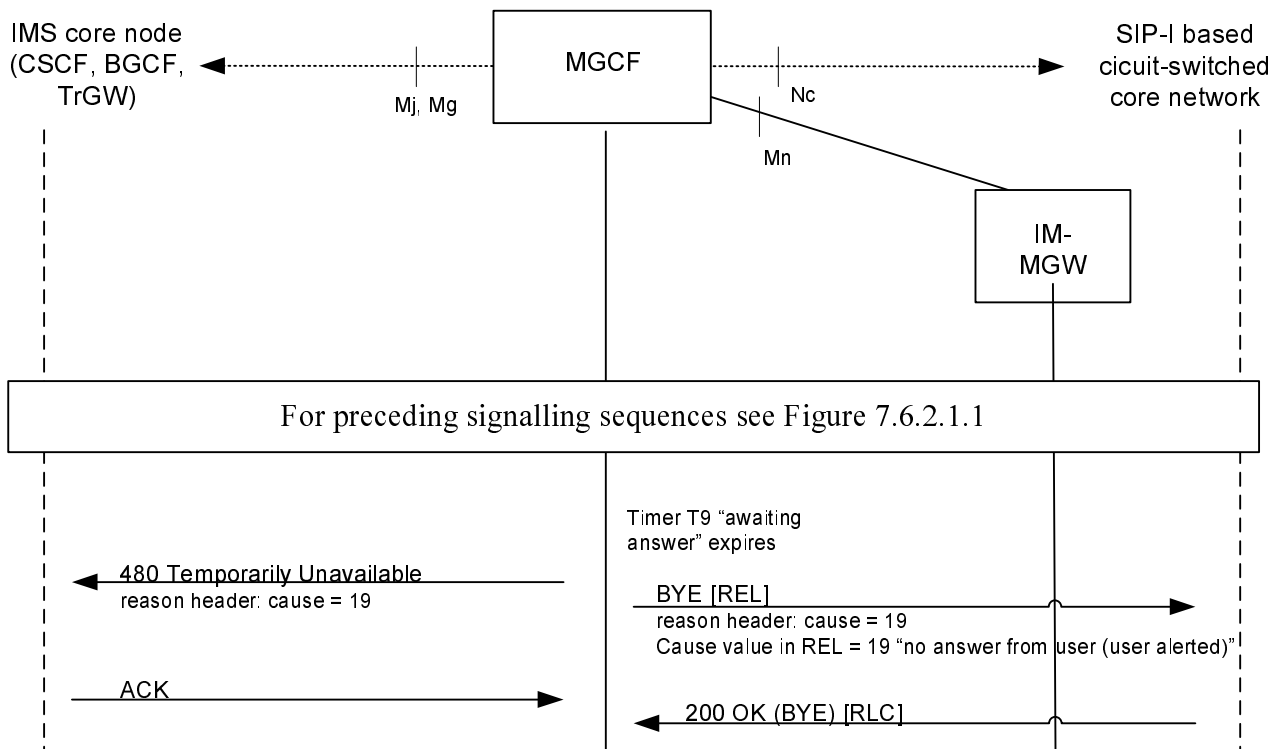 IMS core node
(CSCF, BGCF,
TrGW)
Mj, Mg
MGCF
Nc
Mn
SIP-I based
cicuit-switched
core network
IM-
MGW
For preceding signalling sequences see Figure 7.6.2.1.1
Timer T9 “awaiting
answer” expires
480 Temporarily Unavailable
reason header: cause = 19
BYE [REL]
reason header: cause = 19
Cause value in REL = 19 “no answer from user (user alerted)”
ACK
200 OK (BYE) [RLC]